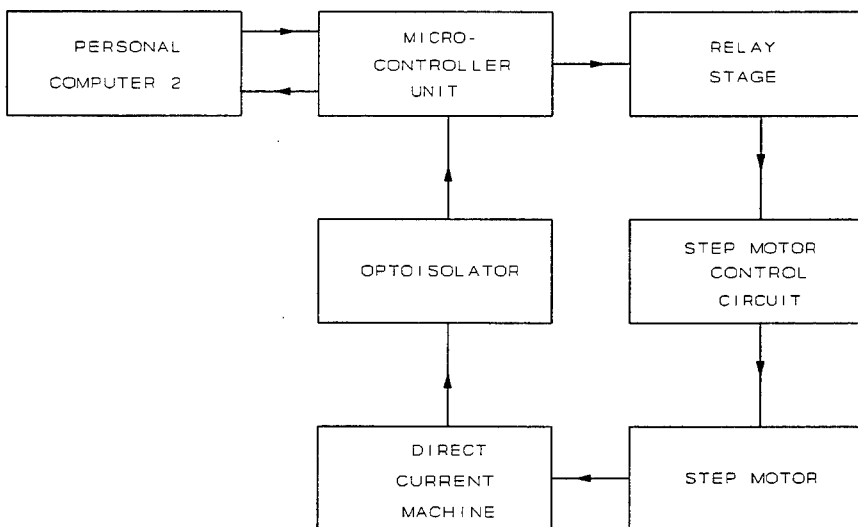 PERSONAL
COMPUTER 2
MICRO-
CONTROLLER
UNIT
RELAY
STAGE
OPTOISOLATOR
STEP MOTOR
CONTROL
CIRCUIT
DIRECT
CURRENT
MACHINE
STEP MOTOR